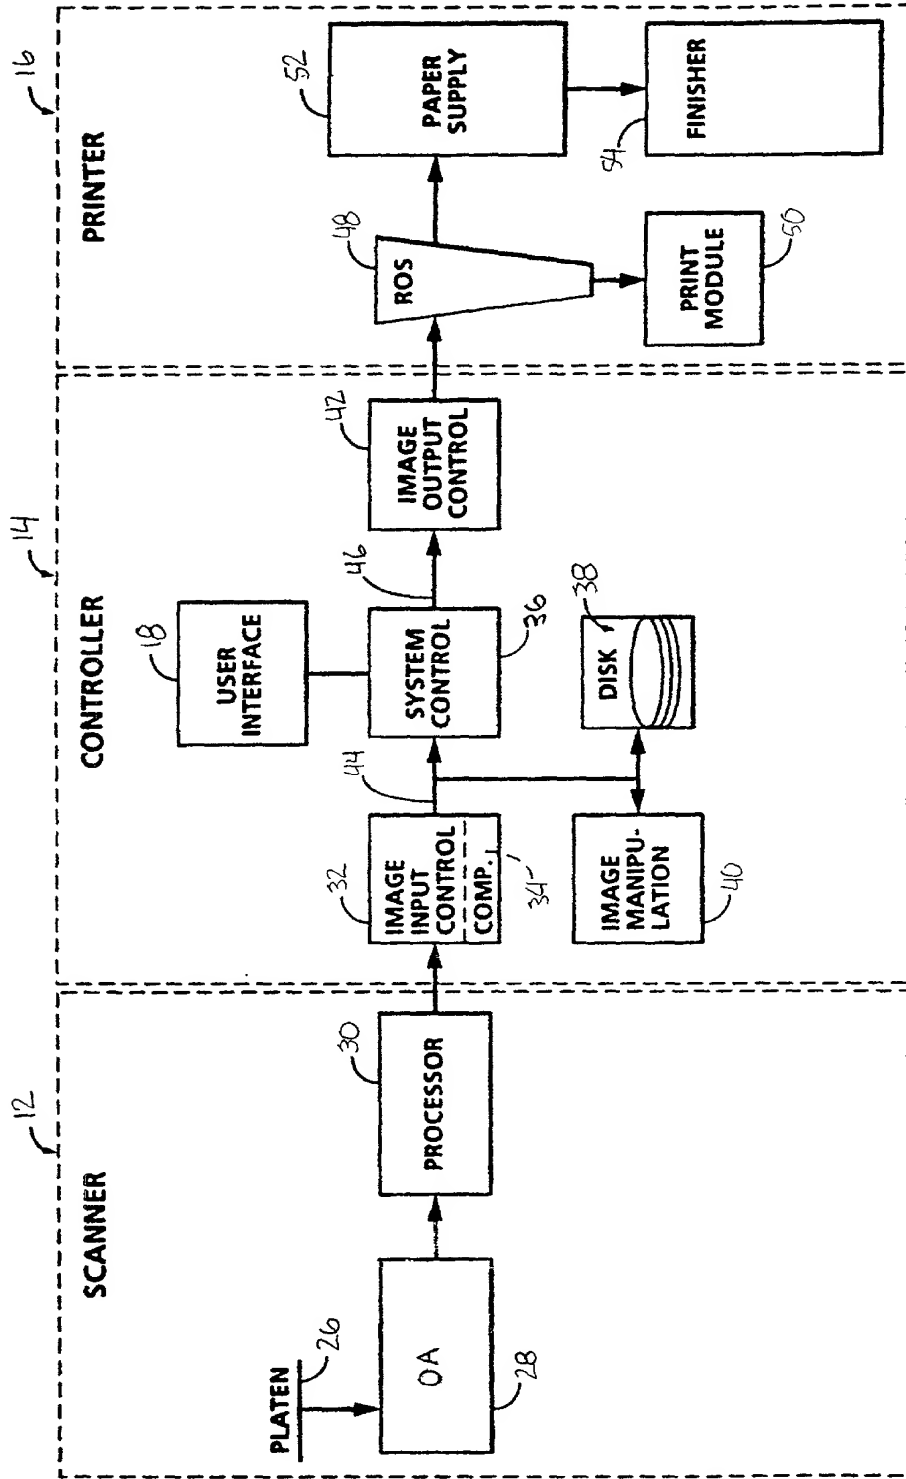 12
SCANNER
PLATEN
26
OA
28
PROCESSOR
30
14
CONTROLLER
USER
INTERFACE
18
IMAGE
INPUT
CONTROL
COMP.
32
34
44
SYSTEM
CONTROL
36
46
IMAGE
OUTPUT
CONTROL
42
IMAGE
MANIPU-
LATION
40
DISK
38
16
PRINTER
ROS
48
PAPER
SUPPLY
52
PRINT
MODULE
50
FINISHER
54